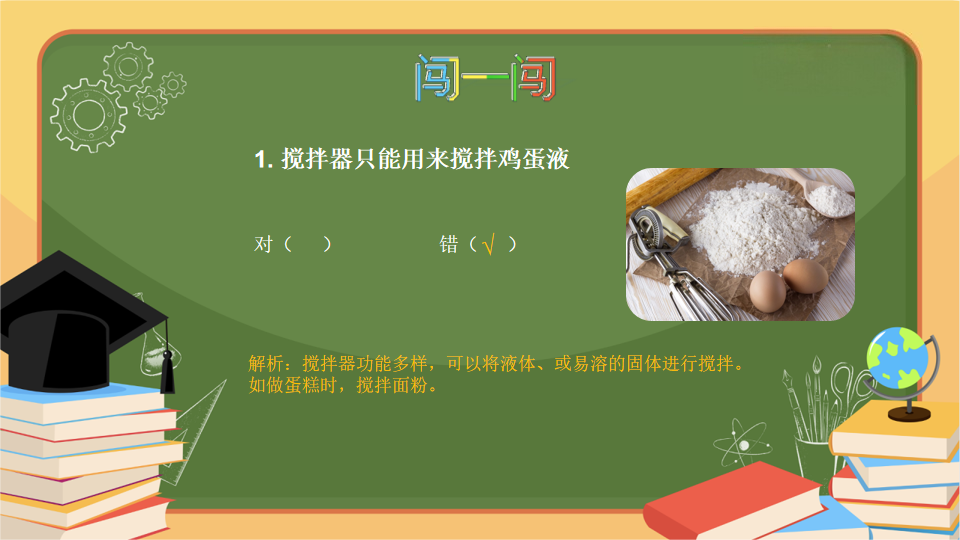 闯一闯
1. 搅拌器只能用来搅拌鸡蛋液
对（ ） 错（√ ）
解析：搅拌器功能多样，可以将液体、或易溶的固体进行搅拌。
如做蛋糕时，搅拌面粉。